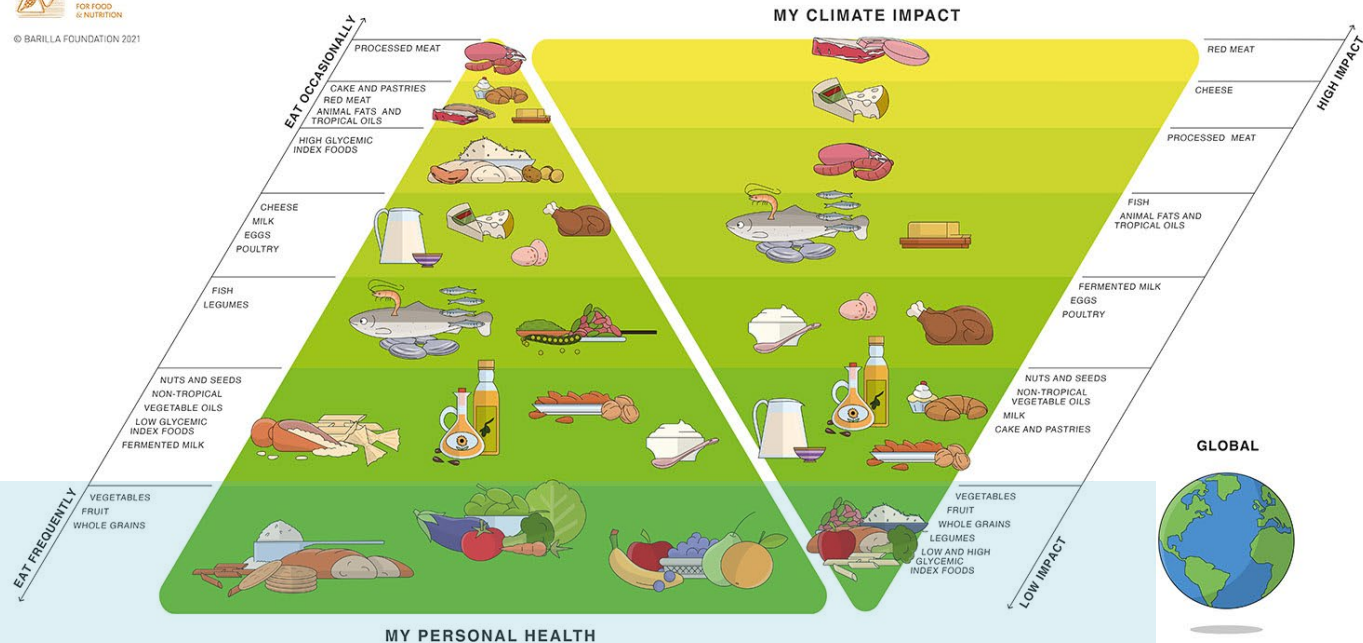 FOR FOOD
& NUTRITION
© BARILLA FOUNDATION 2021
MY CLIMATE IMPACT
EAT OCCASIONALLY
PROCESSED MEAT
CAKE AND PASTRIES
RED MEAT
ANIMAL FATS AND
TROPICAL OILS
HIGH GLYCEMIC
INDEX FOODS
CHEESE
MILK
EGGS
POULTRY
FISH
LEGUMES
NUTS AND SEEDS
NON-TROPICAL
VEGETABLE OILS
LOW GLYCEMIC
INDEX FOODS
FERMENTED MILK
VEGETABLES
FRUIT
WHOLE GRAINS
EAT FREQUENTLY
MY PERSONAL HEALTH
RED MEAT
HIGH IMPACT
CHEESE
PROCESSED MEAT
FISH
ANIMAL FATS AND
TROPICAL OILS
FERMENTED MILK
EGGS
POULTRY
NUTS AND SEEDS
NON-TROPICAL
VEGETABLE OILS
MILK
CAKE AND PASTRIES
VEGETABLES
FRUIT
WHOLE GRAINS
LEGUMES
LOW AND HIGH
GLYCEMIC
INDEX FOODS
LOW IMPACT
GLOBAL